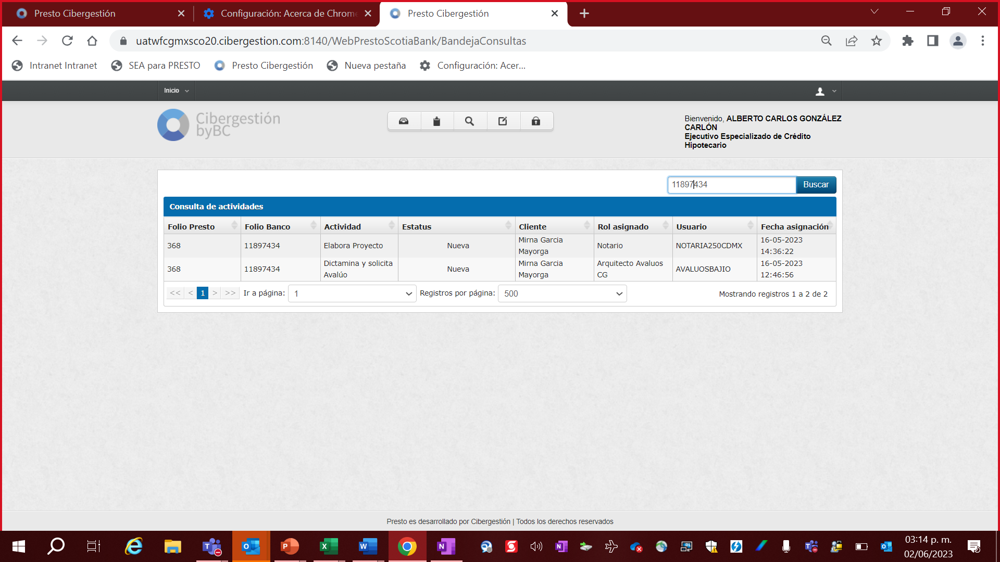 Presto Cibergestión
Configuración: Acerca de Chrome
Presto Cibergestión
uatwfcgmxsco20.cibergestion.com:8140/WebPrestoScotiaBank/BandejaConsultas
Intranet Intranet
SEA para PRESTO
Presto Cibergestión
Nueva pestaña
Configuración: Acer...
Inicio
Cibergestión
byBC
Bienvenido, ALBERTO CARLOS GONZÁLEZ
CARLÓN
Ejecutivo Especializado de Crédito
Hipotecario
11897434 Buscar
Consulta de actividades
Folio Presto Folio Banco Actividad Estatus Cliente Rol asignado Usuario Fecha asignación
368 11897434 Elabora Proyecto Nueva Mirna Garcia Mayorga Notario NOTARIA250CDMX 16-05-2023 14:36:22
368 11897434 Dictamina y solicita Avalúo Nueva Mirna Garcia Mayorga Arquitecto Avaluos CG AVALUOSBAJIO 16-05-2023 12:46:56
<< < 1 > >> Ir a página: 1 Registros por página: 500 Mostrando registros 1 a 2 de 2
Presto es desarrollado por Cibergestión | Todos los derechos reservados
03:14 p. m.
02/06/2023